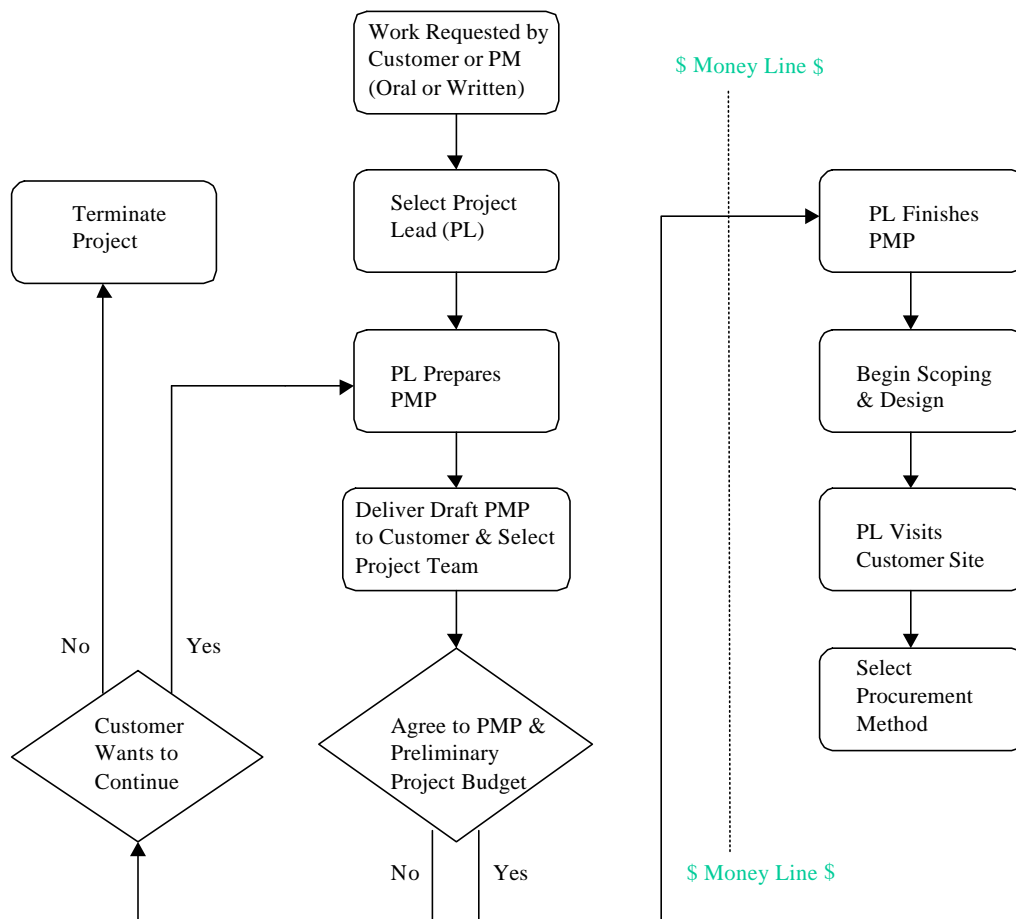 Work Requested by
Customer or PM
(Oral or Written)
$ Money Line $
Terminate
Project
Select Project
Lead (PL)
PL Finishes
PMP
PL Prepares
PMP
Begin Scoping
& Design
Deliver Draft PMP
to Customer & Select
Project Team
PL Visits
Customer Site
No
Yes
Customer
Wants to
Continue
Agree to PMP &
Preliminary
Project Budget
Select
Procurement
Method
No
Yes
$ Money Line $